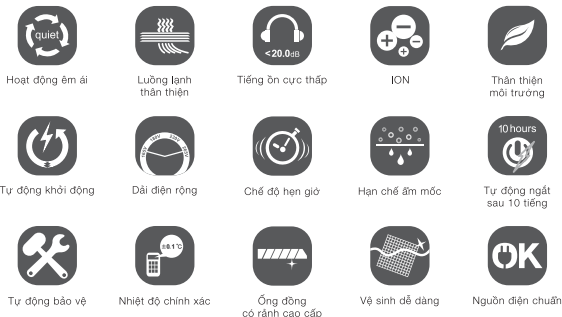 quiet
<20.0dB
Hoạt động êm ái
Luồng lạnh
thân thiện
Tiếng ồn cực thấp
ION
Thân thiện
môi trường
10 hours
Tự động khởi động
Dải điện rộng
Chế độ hẹn giờ
Hạn chế ẩm mốc
Tự động ngắt
sau 10 tiếng
±0.1°C
OK
Tự động bảo vệ
Nhiệt độ chính xác
Ống đồng
có rãnh cao cấp
Vệ sinh dễ dàng
Nguồn điện chuẩn